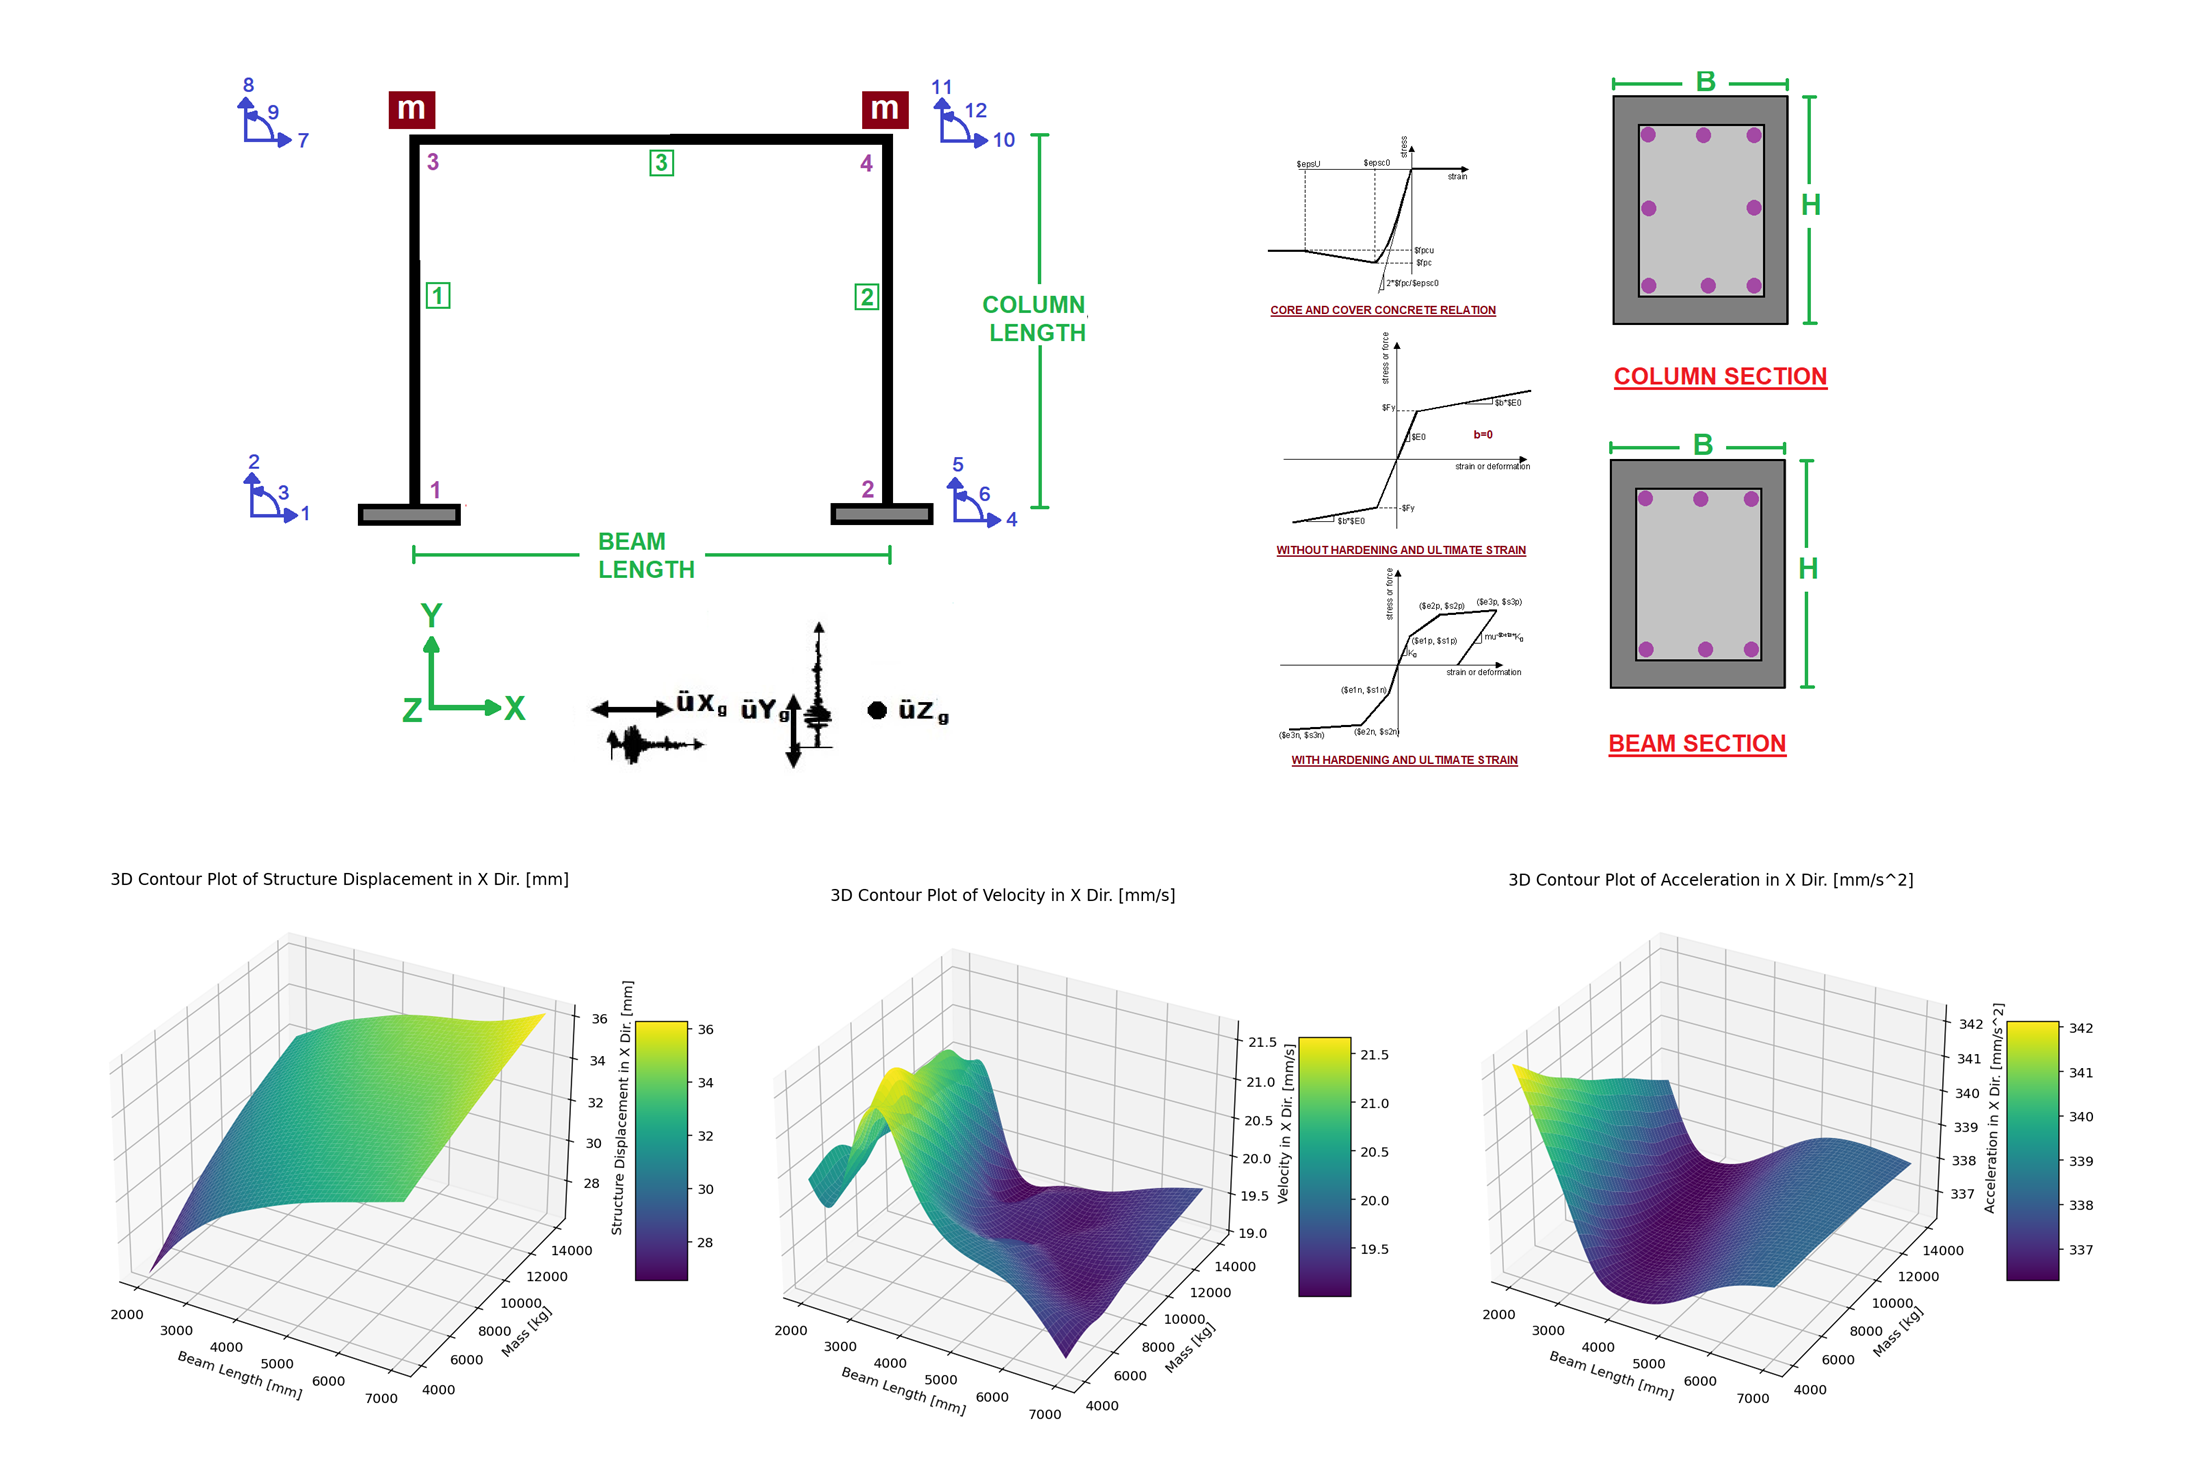 8
9
7
m
m
11
12
10
3
3
4
1
2
COLUMN
LENGTH
2
3
1
1
2
5
6
4
BEAM
LENGTH
Y
Z
X
üXg
üYg
üZg
stress
$epsU
$epsc0
strain
$fpcu
$fpc
2*$fpc/$epsc0
CORE AND COVER CONCRETE RELATION
stress or force
$Fy
$b*$E0
$E0
b=0
strain or deformation
-$Fy
$b*$E0
WITHOUT HARDENING AND ULTIMATE STRAIN
stress or force
($e2p, $s2p)
($e3p, $s3p)
($e1p, $s1p)
strain or deformation
($e1n, $s1n)
($e3n, $s3n)
($e2n, $s2n)
WITH HARDENING AND ULTIMATE STRAIN
B
H
COLUMN SECTION
B
H
BEAM SECTION
3D Contour Plot of Structure Displacement in X Dir. [mm]
36
34
32
30
28
Structure Displacement in X Dir. [mm]
14000
12000
10000
8000
6000
4000
Mass [kg]
2000
3000
4000
5000
6000
7000
Beam Length [mm]
36
34
32
30
28
3D Contour Plot of Velocity in X Dir. [mm/s]
21.5
21.0
20.5
20.0
19.5
19.0
Velocity in X Dir. [mm/s]
14000
12000
10000
8000
6000
4000
Mass [kg]
2000
3000
4000
5000
6000
7000
Beam Length [mm]
21.5
21.0
20.5
20.0
19.5
3D Contour Plot of Acceleration in X Dir. [mm/s^2]
342
341
340
339
338
337
Acceleration in X Dir. [mm/s^2]
14000
12000
10000
8000
6000
4000
Mass [kg]
2000
3000
4000
5000
6000
7000
Beam Length [mm]
342
341
340
339
338
337